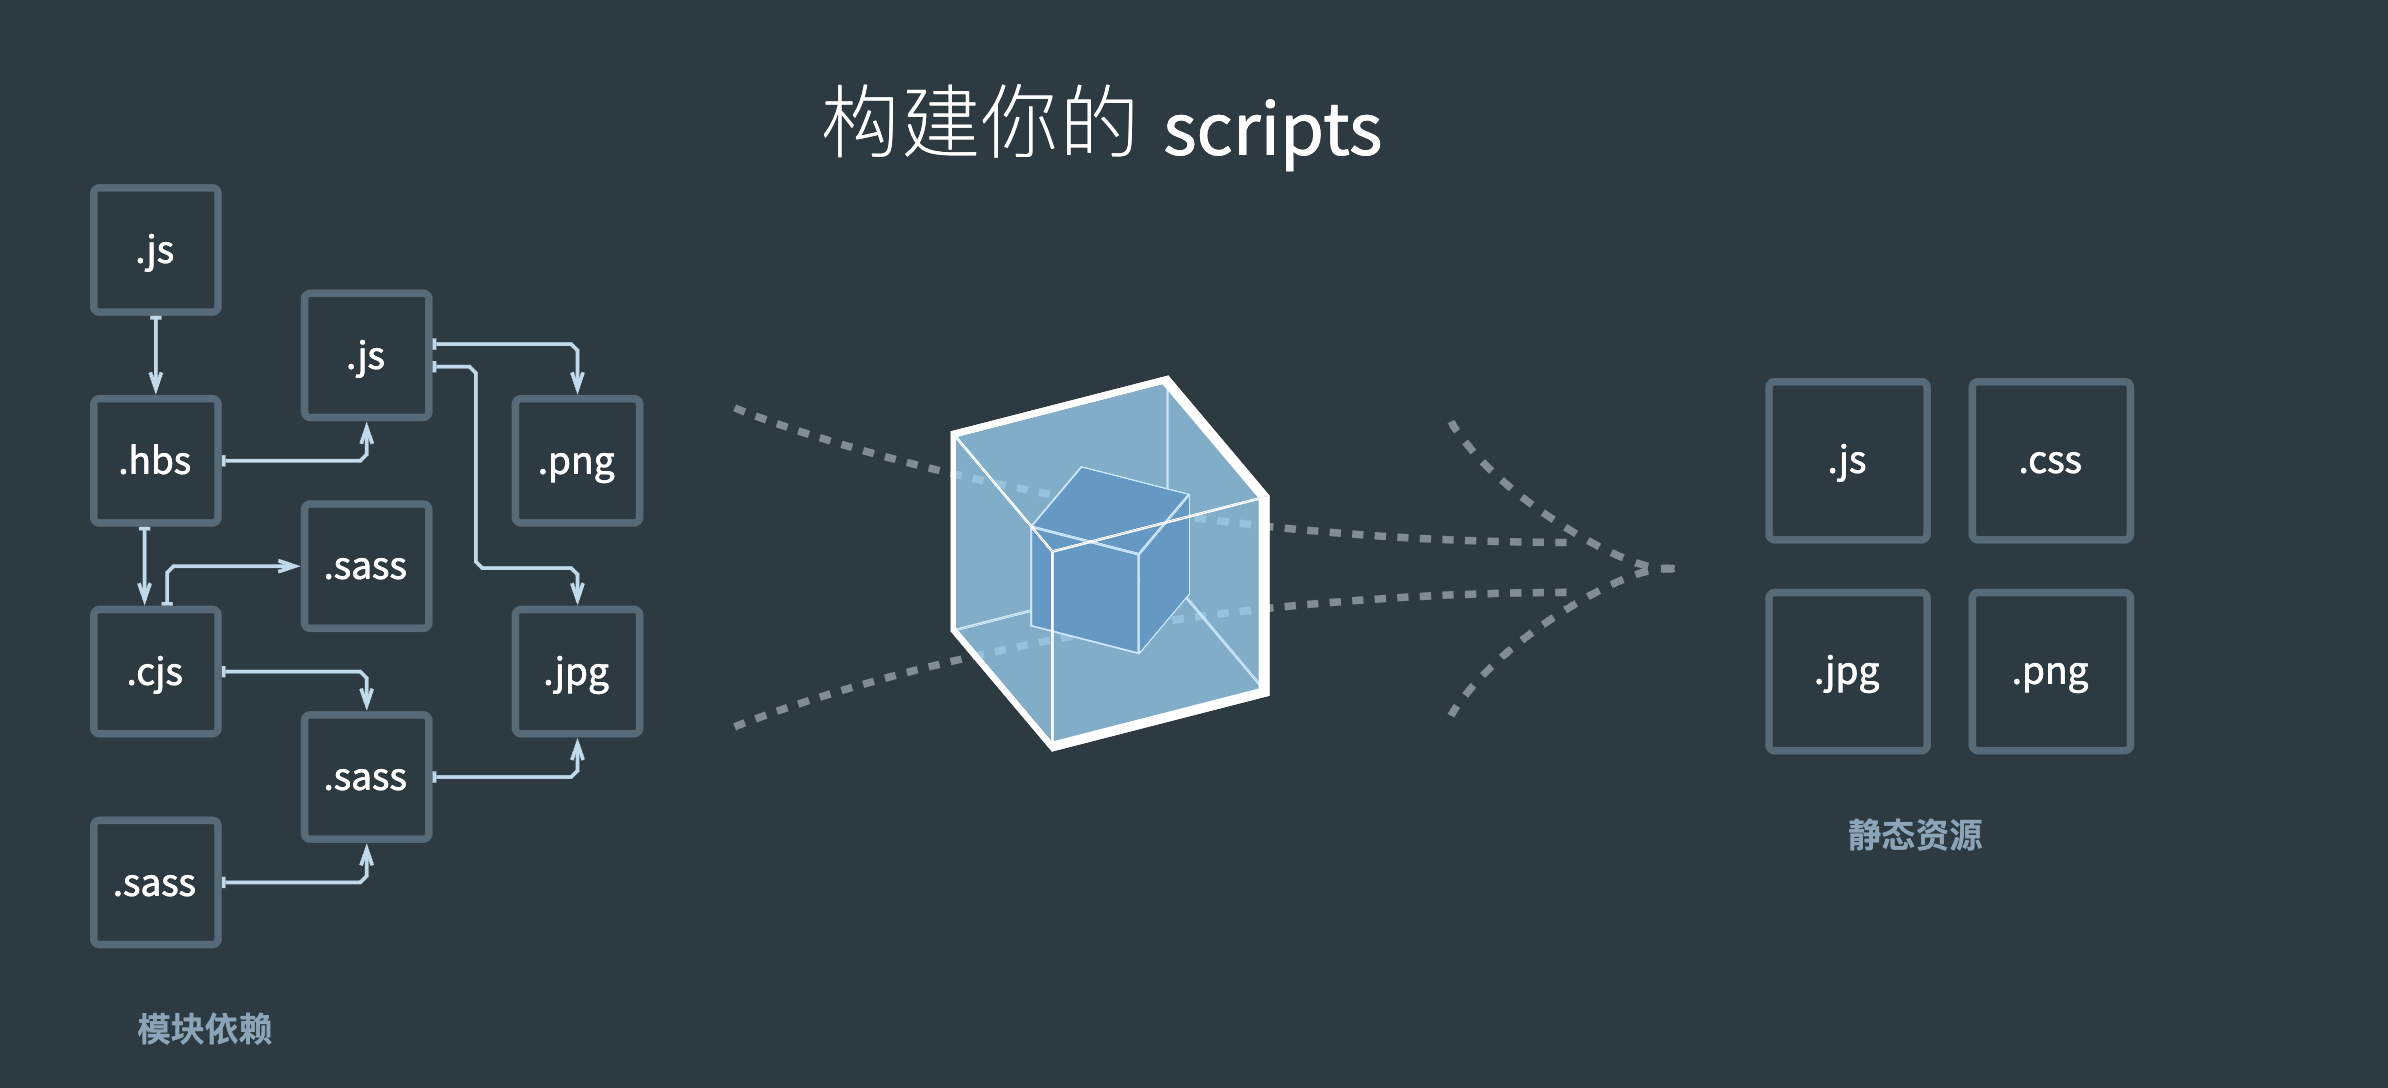 构建你的 scripts
.js
.js
.hbs
.png
.sass
.cjs
.jpg
.sass
.sass
模块依赖
.js
.css
.jpg
.png
静态资源